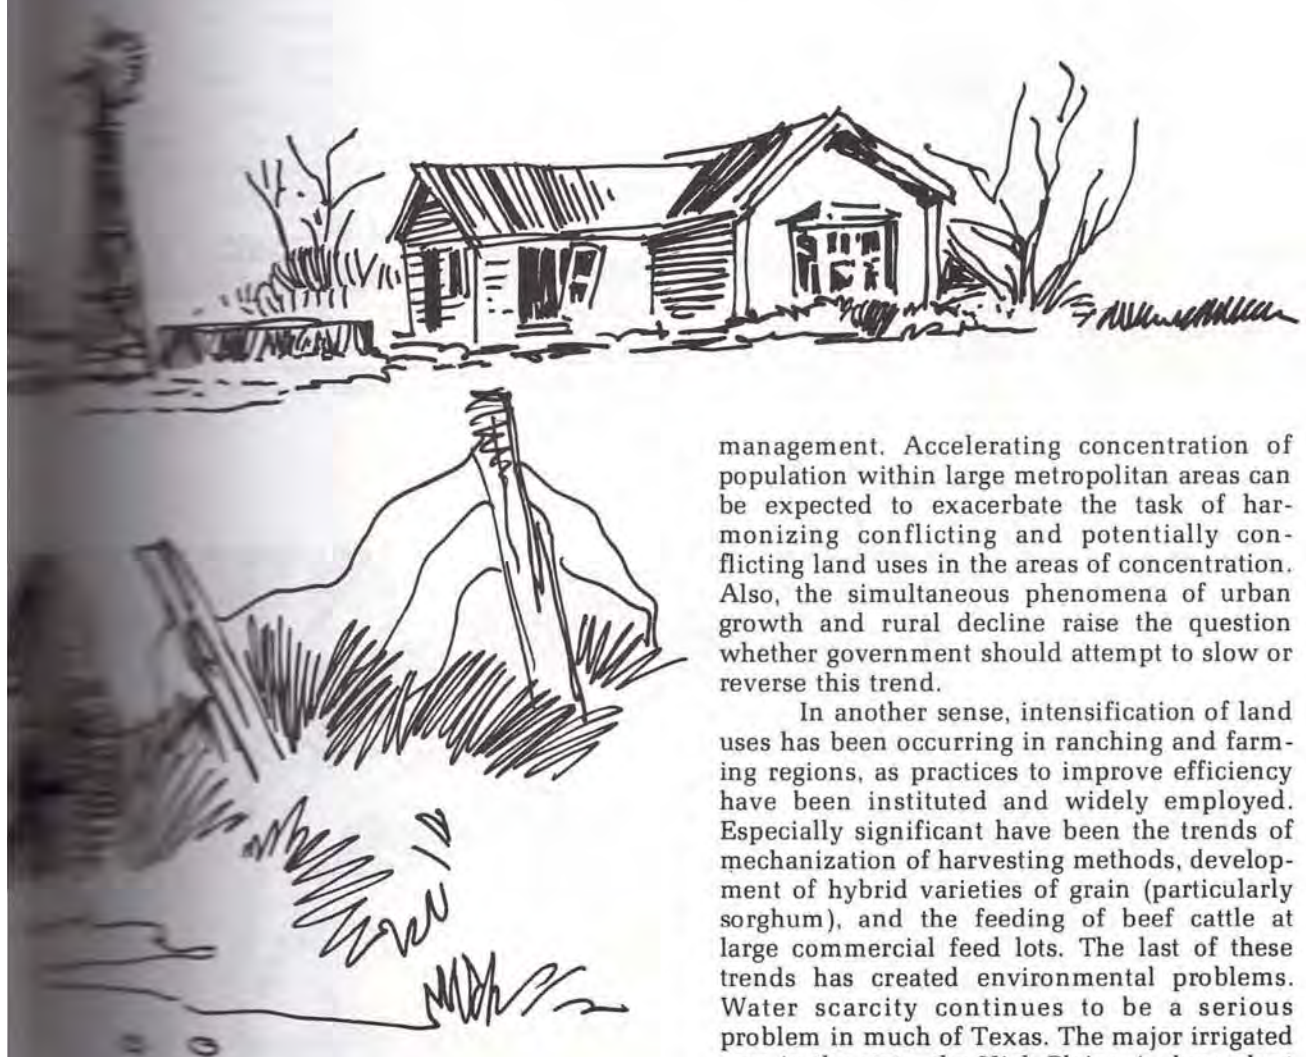 management. Accelerating concentration of
population within large metropolitan areas can
be expected to exacerbate the task of har-
monizing conflicting and potentially con-
flicting land uses in the areas of concentration.
Also, the simultaneous phenomena of urban
growth and rural decline raise the question
whether government should attempt to slow or
reverse this trend.
In another sense, intensification of land
uses has been occurring in ranching and farm-
ing regions, as practices to improve efficiency
have been instituted and widely employed.
Especially significant have been the trends of
mechanization of harvesting methods, develop-
ment of hybrid varieties of grain (particularly
sorghum), and the feeding of beef cattle at
large commercial feed lots. The last of these
trends has created environmental problems.
Water scarcity continues to be a serious
problem in much of Texas. The major irrigated